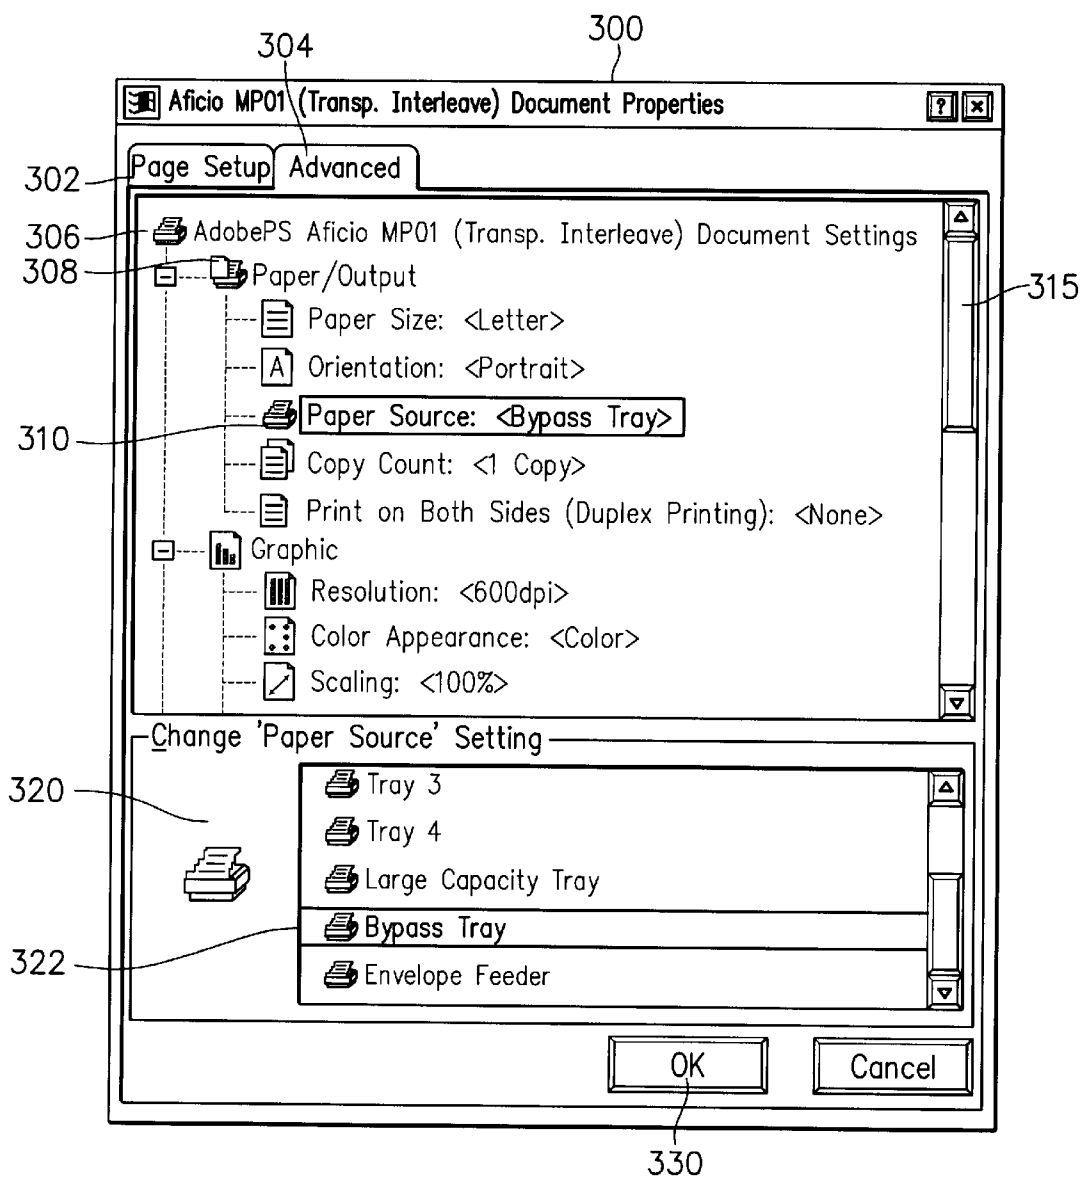 300
304
Aficio MP01 (Transp. Interleave) Document Properties ? ×
302 Page Setup Advanced
306 AdobePS Aficio MP01 (Transp. Interleave) Document Settings
308 Paper/Output
315
Paper Size: <Letter>
A Orientation: <Portrait>
310 Paper Source: <Bypass Tray>
Copy Count: <1 Copy>
Print on Both Sides (Duplex Printing): <None>
Graphic
Resolution: <600dpi>
Color Appearance: <Color>
Scaling: <100%>
Change 'Paper Source' Setting
320
Tray 3
Tray 4
Large Capacity Tray
322 Bypass Tray
Envelope Feeder
OK Cancel
330